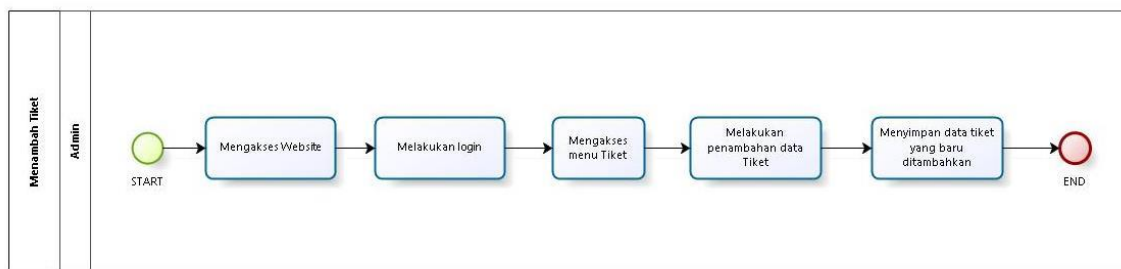 Menambah Tiket
Admin
START
Mengakses Website
Melakukan login
Mengakses
menu Tiket
Melakukan
penambahan data
Tiket
Menyimpan data tiket
yang baru
ditambahkan
END